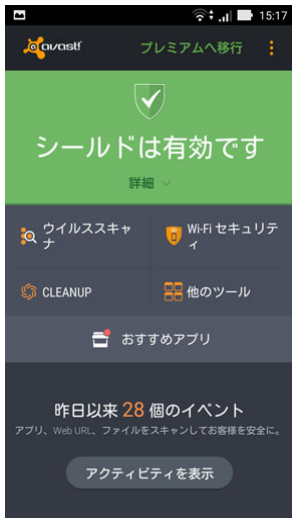 15:17
avast!
プレミアムへ移行
シールドは有効です
詳細
ウイルススキャ
ナ
Wi-Fi セキュリテ
ィ
CLEANUP
他のツール
おすすめアプリ
昨日以来 28 個のイベント
アプリ、Web URL、ファイルをスキャンしてお客様を安全に。
アクティビティを表示